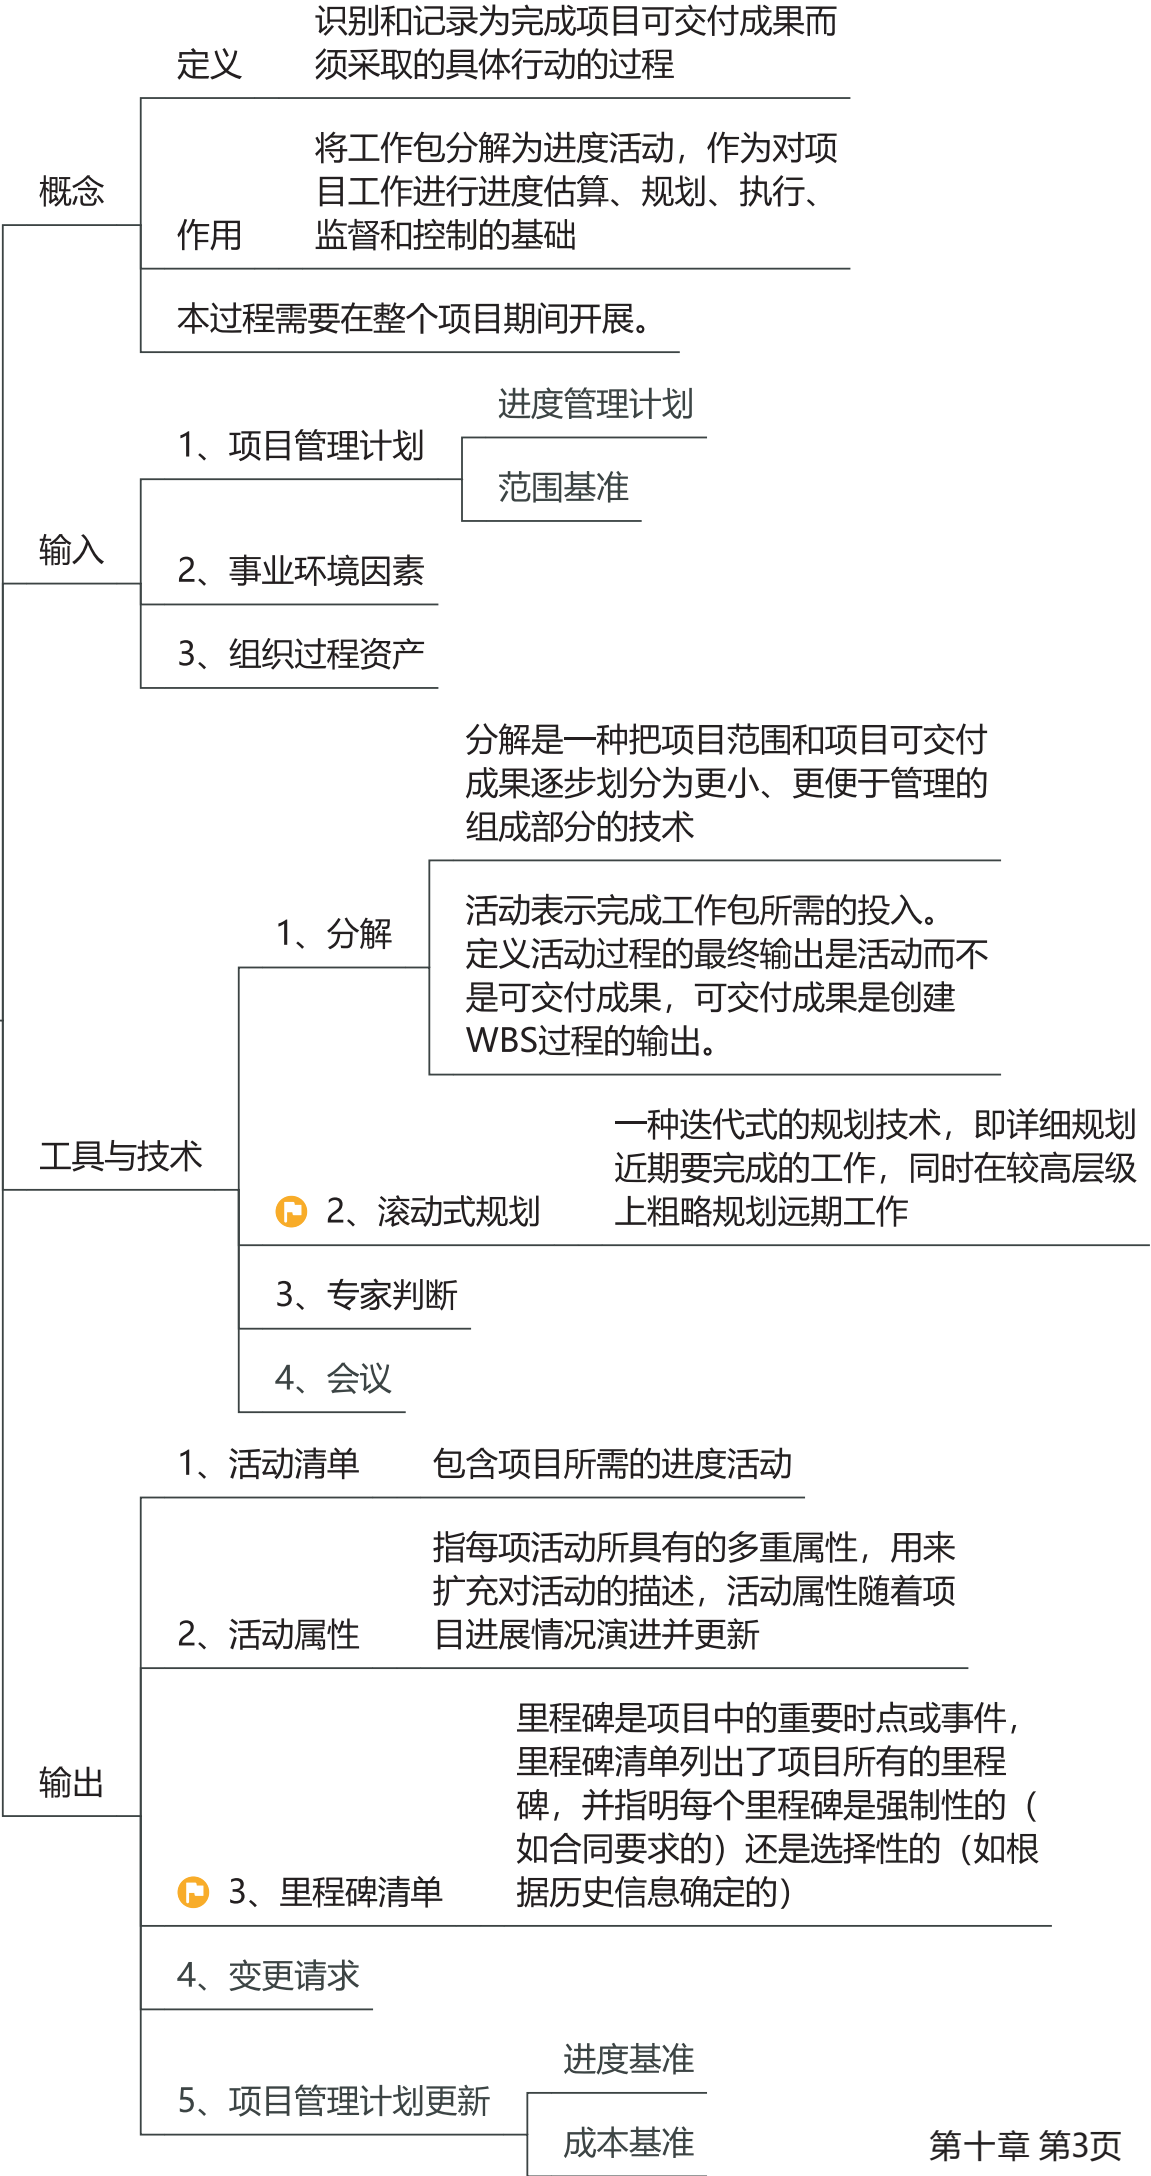 概念
定义
识别和记录为完成项目可交付成果而
须采取的具体行动的过程
作用
将工作包分解为进度活动，作为对项
目工作进行进度估算、规划、执行、
监督和控制的基础
本过程需要在整个项目期间开展。
输入
1、项目管理计划
进度管理计划
范围基准
2、事业环境因素
3、组织过程资产
工具与技术
1、分解
分解是一种把项目范围和项目可交付
成果逐步划分为更小、更便于管理的
组成部分的技术
活动表示完成工作包所需的投入。
定义活动过程的最终输出是活动而不
是可交付成果，可交付成果是创建
WBS过程的输出。
2、滚动式规划
一种迭代式的规划技术，即详细规划
近期要完成的工作，同时在较高层级
上粗略规划远期工作
3、专家判断
4、会议
输出
1、活动清单
包含项目所需的进度活动
2、活动属性
指每项活动所具有的多重属性，用来
扩充对活动的描述，活动属性随着项
目进展情况演进并更新
3、里程碑清单
里程碑是项目中的重要时点或事件，
里程碑清单列出了项目所有的里程
碑，并指明每个里程碑是强制性的（
如合同要求的）还是选择性的（如根
据历史信息确定的）
4、变更请求
5、项目管理计划更新
进度基准
成本基准
第十章 第3页